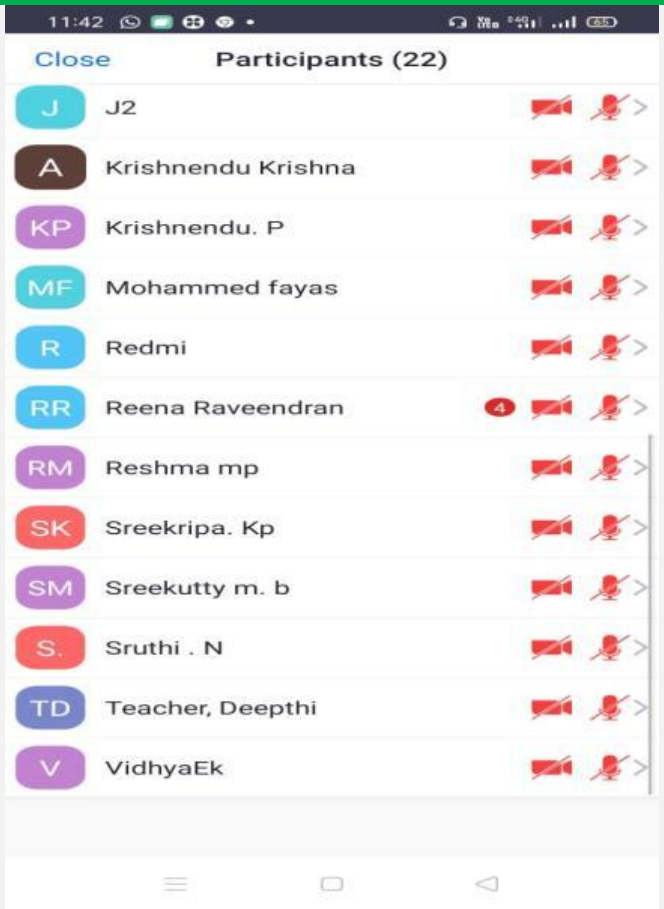 11:42 65
Close Participants (22)
J J2
A Krishnendu Krishna
KP Krishnendu. P
MF Mohammed fayas
R Redmi
RR Reena Raveendran 4
RM Reshma mp
SK Sreekripa. Kp
SM Sreekutty m. b
S. Sruthi . N
TD Teacher, Deepthi
V VidhyaEk